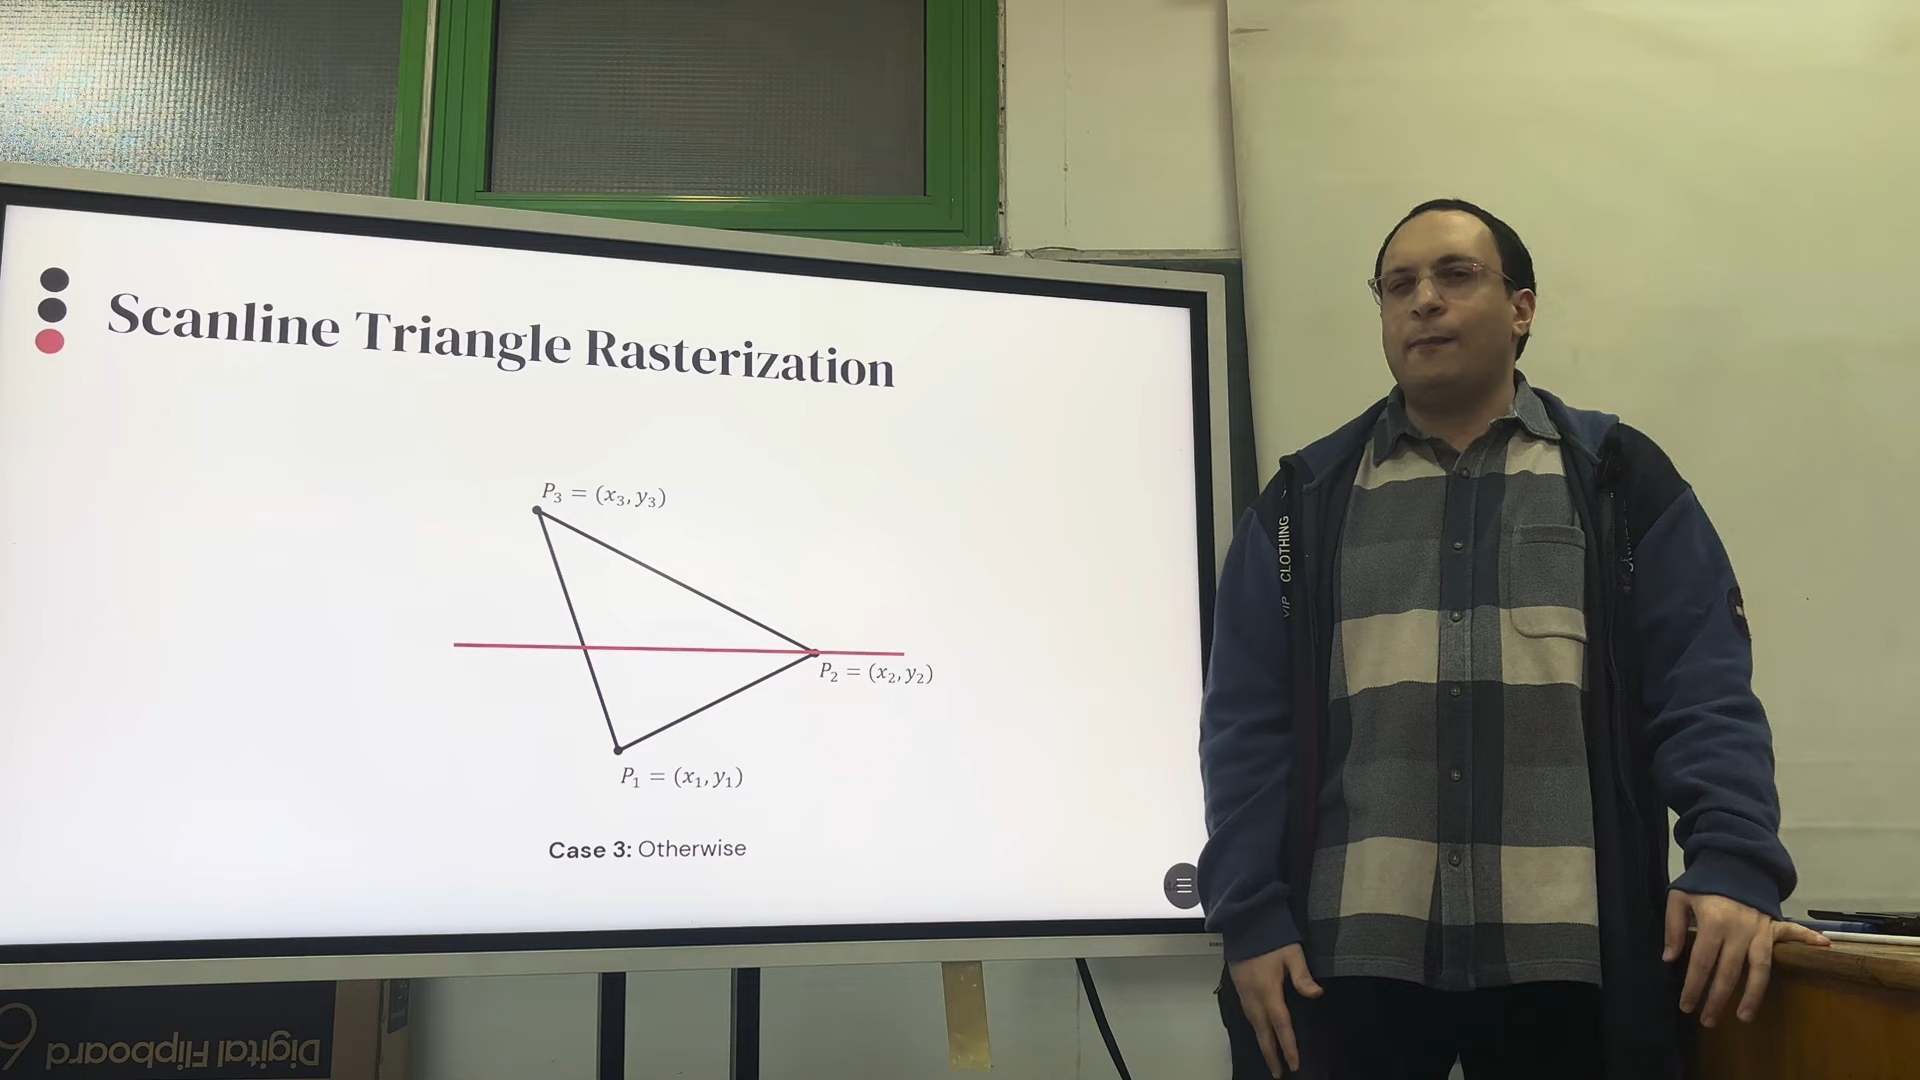 Scanline Triangle Rasterization
P₃ = (x₃, y₃)
P₂ = (x₂, y₂)
P₁ = (x₁, y₁)
Case 3: Otherwise
VIP CLOTHING
Digital Flipboard